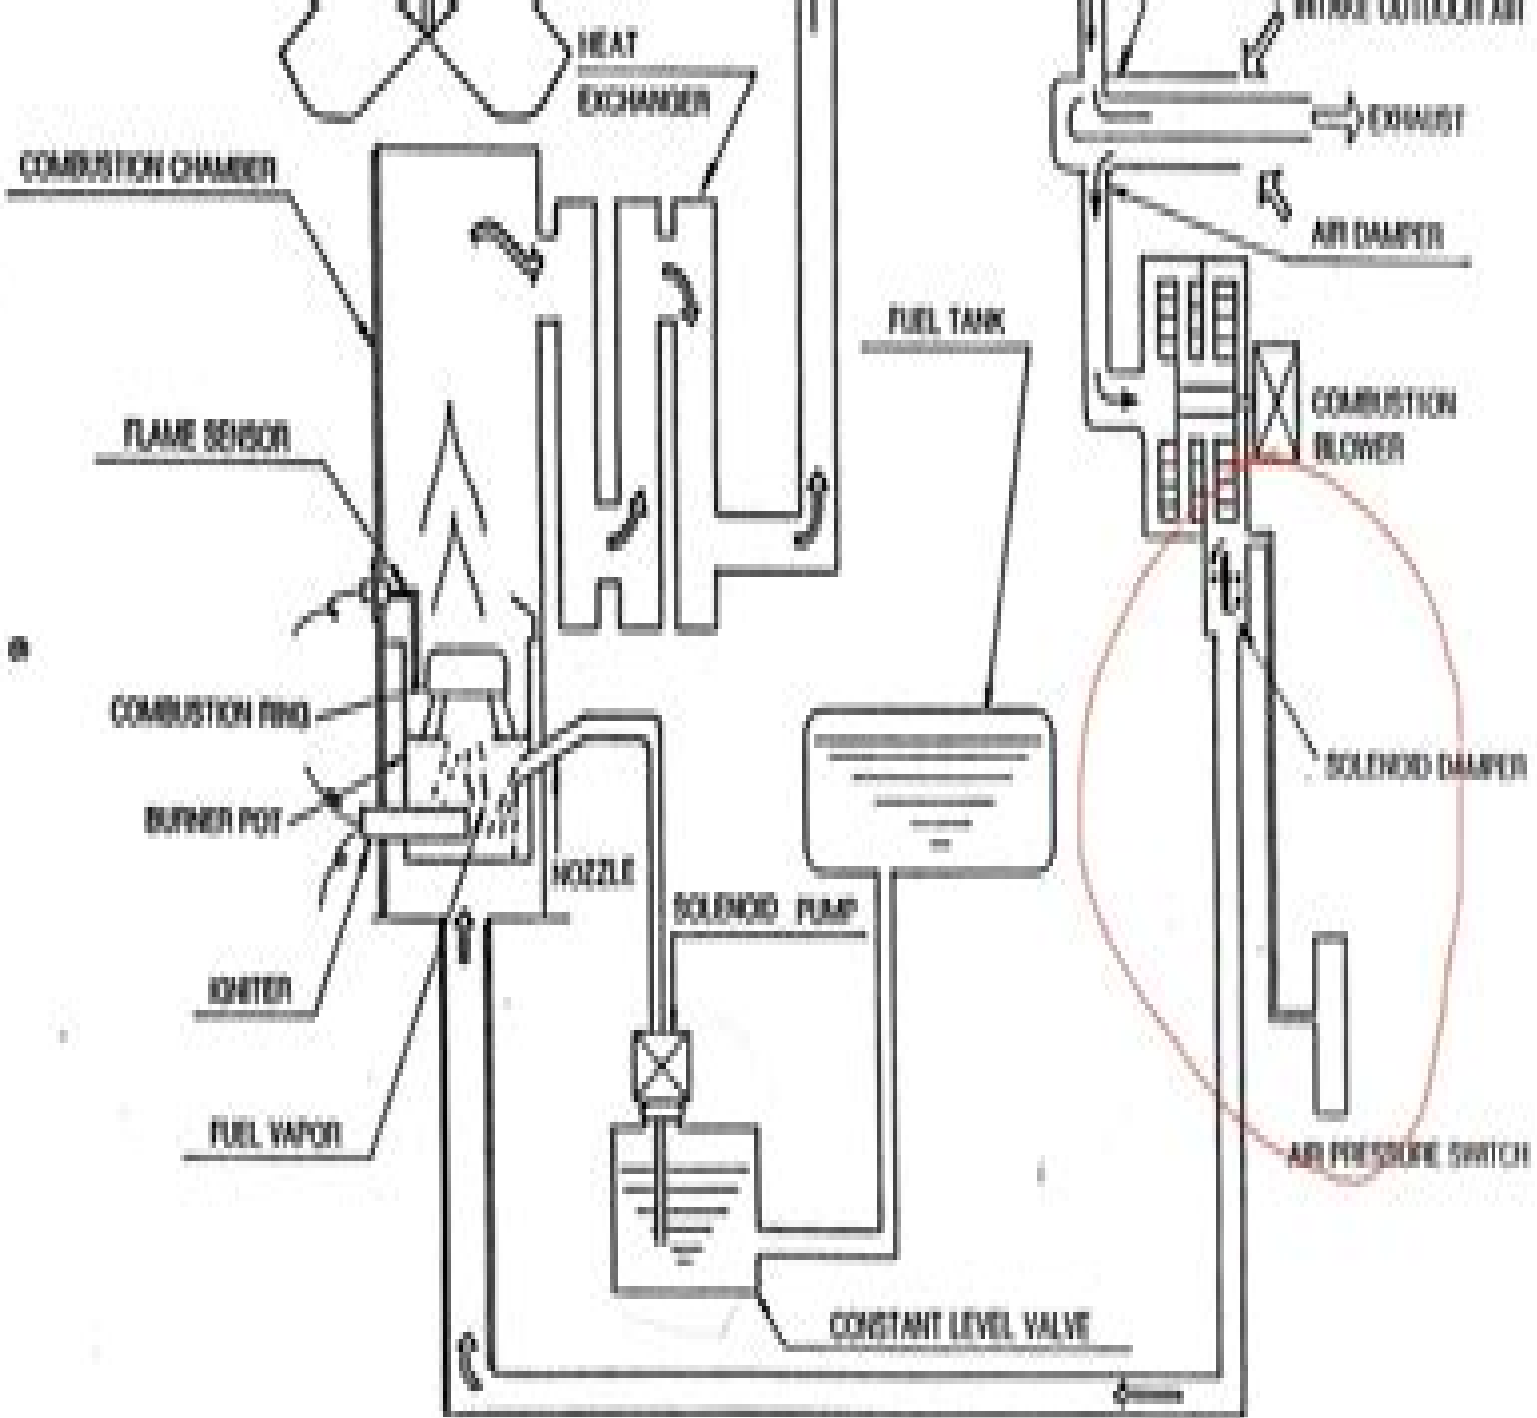 INTAKE OUTDOOR AIR
HEAT
EXCHANGER
EXHAUST
COMBUSTION CHAMBER
AIR DAMPER
FUEL TANK
COMBUSTION
BLOWER
FLAME SENSOR
COMBUSTION RING
SOLENOID DAMPER
BURNER POT
NOZZLE
SOLENOID PUMP
IGNITER
FUEL VAPOR
AIR PRESSURE SWITCH
CONSTANT LEVEL VALVE